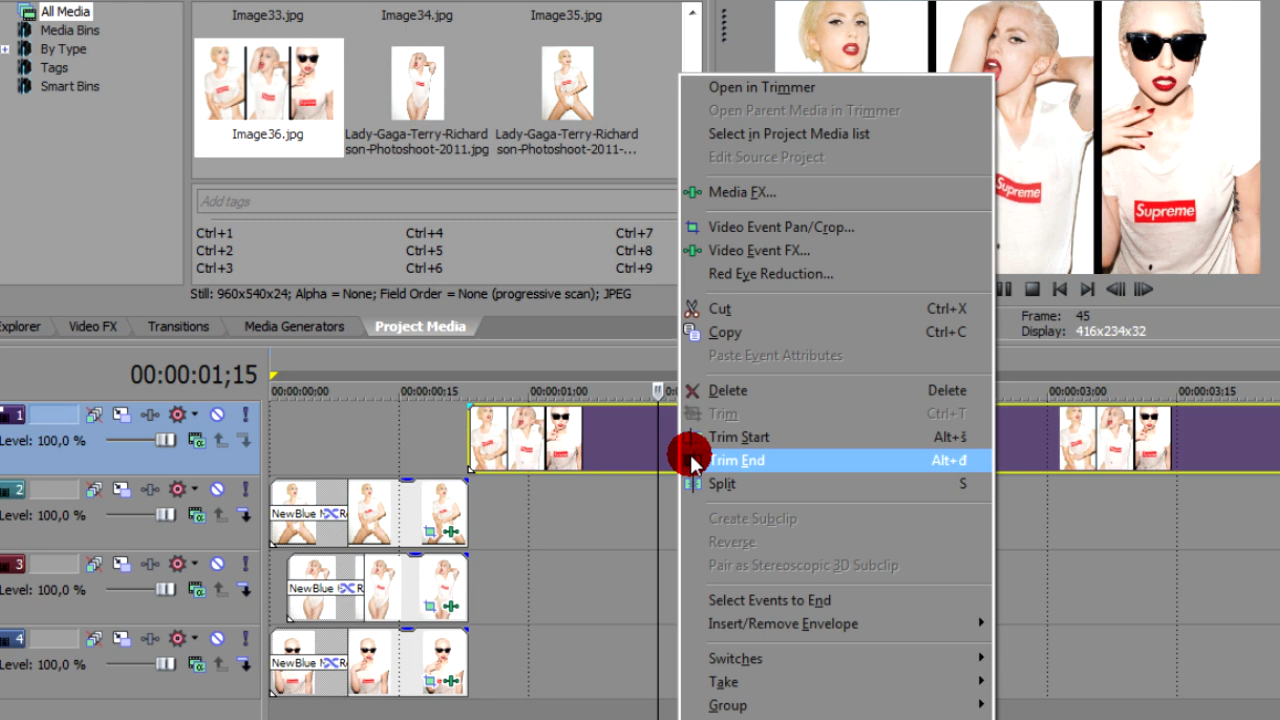 All Media
Media Bins
By Type
Tags
Smart Bins
Image33.jpg
Image34.jpg
Image35.jpg
Image36.jpg
Lady-Gaga-Terry-Richard
son-Photoshoot-2011.jpg
Lady-Gaga-Terry-Richard
son-Photoshoot-2011-...
Add tags
Ctrl+1 Ctrl+4 Ctrl+7
Ctrl+2 Ctrl+5 Ctrl+8
Ctrl+3 Ctrl+6 Ctrl+9
Still: 960x540x24; Alpha = None; Field Order = None (progressive scan); JPEG
xplorer Video FX Transitions Media Generators Project Media
Supreme
Supreme
Frame: 45
Display: 416x234x32
Open in Trimmer
Open Parent Media in Trimmer
Select in Project Media list
Edit Source Project
Media FX...
Video Event Pan/Crop...
Video Event FX...
Red Eye Reduction...
Cut Ctrl+X
Copy Ctrl+C
Paste Event Attributes
Delete Delete
Trim Ctrl+T
Trim Start Alt+š
Trim End Alt+đ
Split S
Create Subclip
Reverse
Pair as Stereoscopic 3D Subclip
Select Events to End
Insert/Remove Envelope
Switches
Take
Group
00:00:01;15
00:00:00;00 00:00:00;15 00:00:01;00 00:00:03;00 00:00:03;15
1
Level: 100,0 %
2
Level: 100,0 %
NewBlue
3
Level: 100,0 %
NewBlue
4
Level: 100,0 %
NewBlue